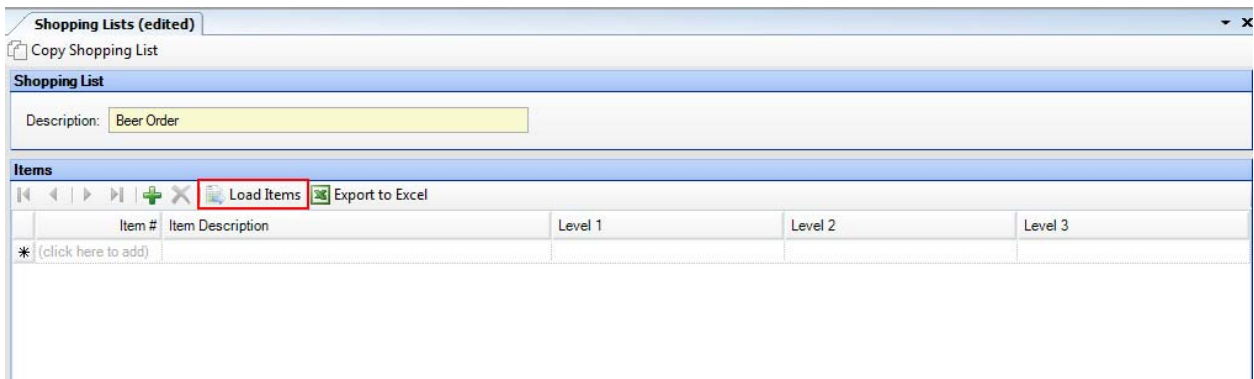 Shopping Lists (edited)
Copy Shopping List
Shopping List
Description: Beer Order
Items
Load Items Export to Excel
Item # Item Description Level 1 Level 2 Level 3
(click here to add)